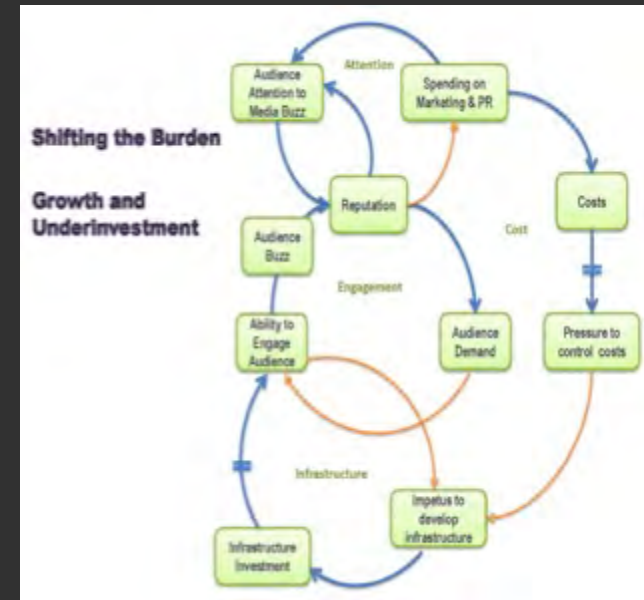 Attention
Audience
Attention to
Media Buzz
Spending on
Marketing & PR
Shifting the Burden
Growth and
Underinvestment
Reputation
Costs
Cost
Audience
Buzz
Engagement
Ability to
Engage
Audience
Audience
Demand
Pressure to
control costs
Infrastructure
Impetus to
develop
infrastructure
Infrastructure
Investment